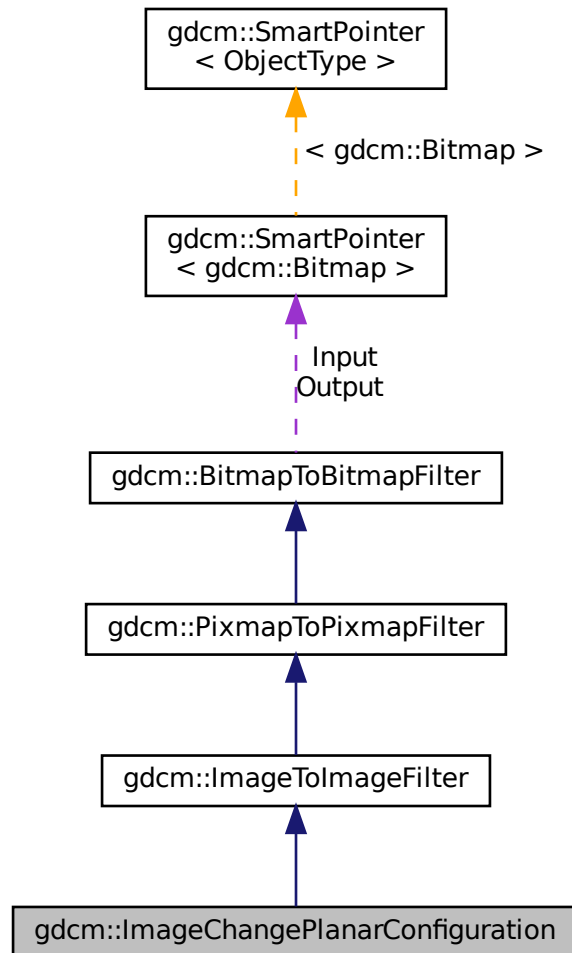 gdcm::SmartPointer
< ObjectType >
< gdcm::Bitmap >
gdcm::SmartPointer
< gdcm::Bitmap >
Input
Output
gdcm::BitmapToBitmapFilter
gdcm::PixmapToPixmapFilter
gdcm::ImageToImageFilter
gdcm::ImageChangePlanarConfiguration